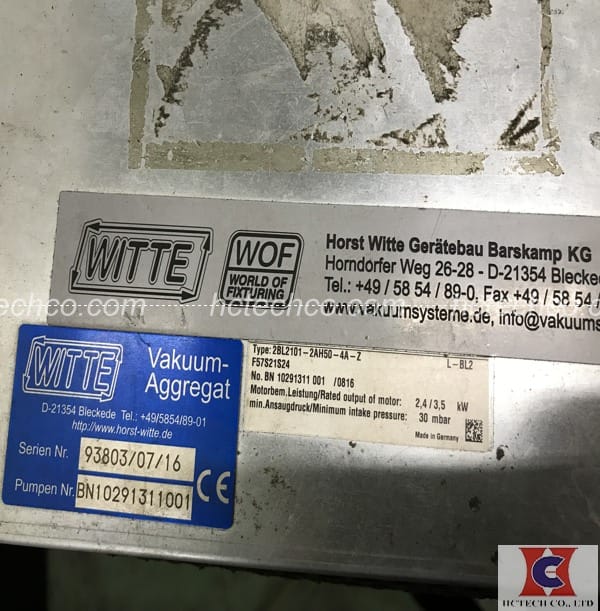 WITTE
WOF
WORLD OF
FIXTURING
Horst Witte Gerätebau Barskamp KG
Horndorfer Weg 26-28 - D-21354 Bleckede
Tel.: +49 / 58 54 / 89-0, Fax +49 / 58 54 /
www.vakuumsysteme.de, info@vakuums
hctechco.com
hctechco.com
WITTE
Vakuum-
Aggregat
D-21354 Bleckede Tel.: +49/5854/89-01
http://www.horst-witte.de
Serien Nr.
93803/07/16
Pumpen Nr.
BN10291311001
CE
Type: 2BL2101-2AH50-4A-Z L-BL2
F57S21S24
No. BN 10291311 001 /0816
Motorbem.Leistung/Rated output of motor: 2,4/3,5 kW
min.Ansaugdruck/Minimum intake pressure: 30 mbar
Made in Germany
C
HCTECH CO., LTD